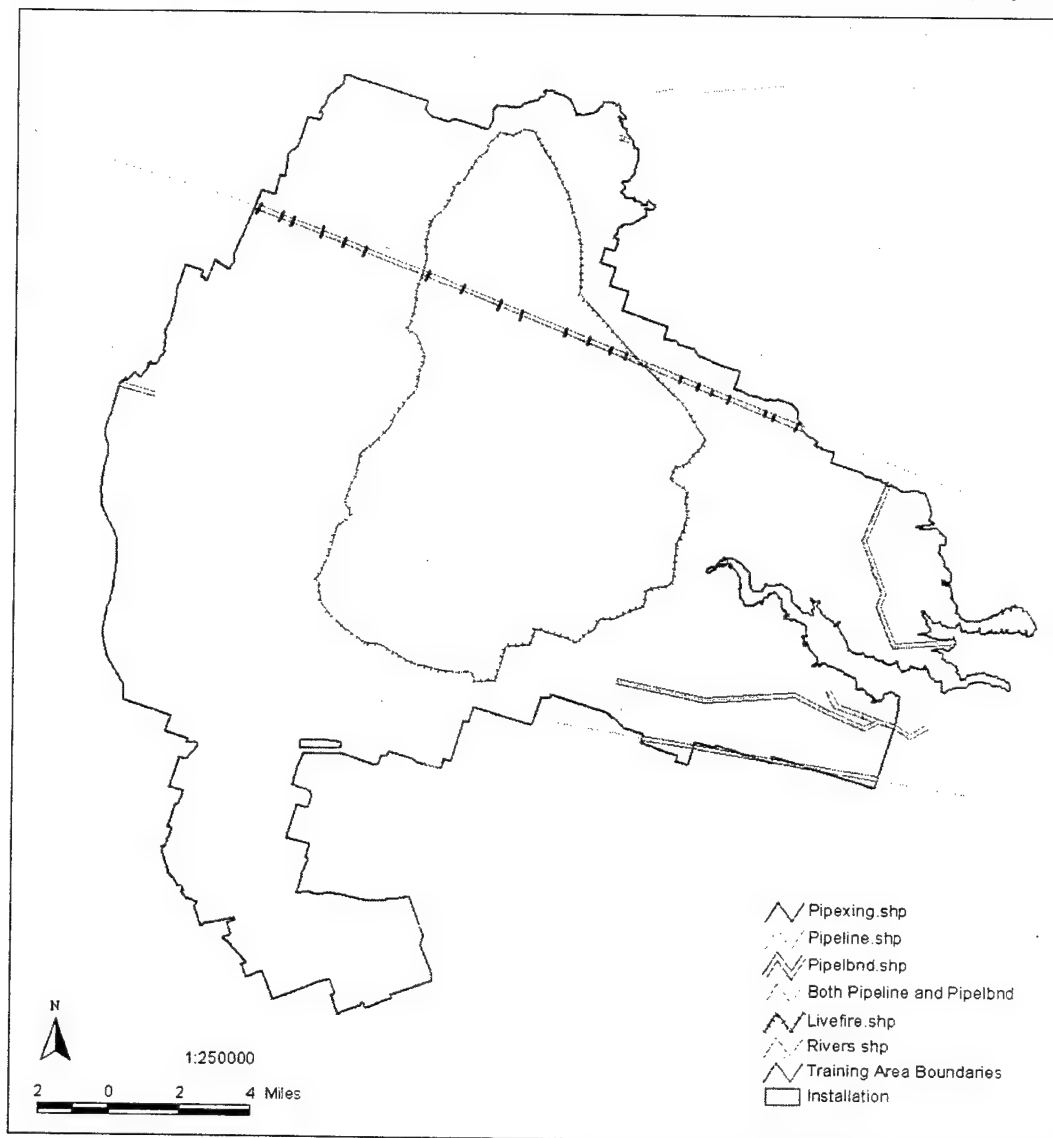 Pipexing.shp
Pipeline.shp
Pipelbnd.shp
Both Pipeline and Pipelbnd
Livefire.shp
Rivers shp
Training Area Boundaries
Installation
N
1:250000
2 0 2 4 Miles